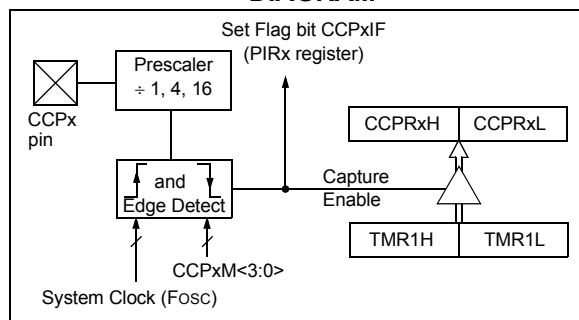 DIAGRAM
Set Flag bit CCPxIF
(PIRx register)
Prescaler
÷ 1, 4, 16
CCPx
pin
CCPRxH
CCPRxL
and
Edge Detect
Capture
Enable
TMR1H
TMR1L
CCPxM<3:0>
System Clock (FOSC)